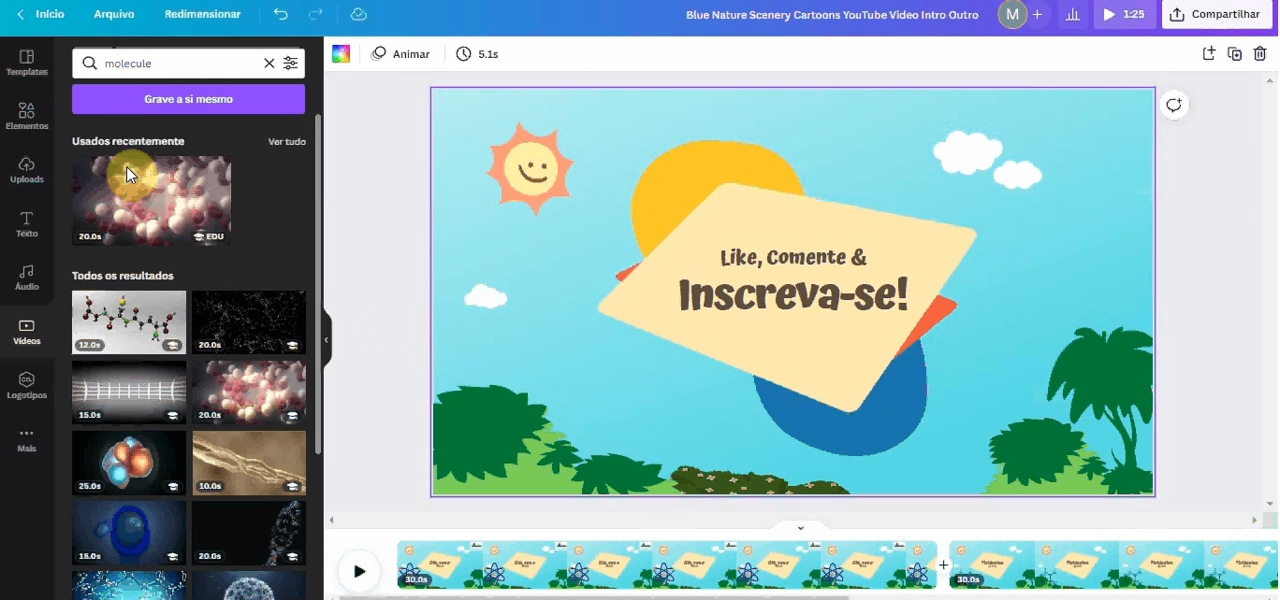 Início Arquivo Redimensionar Blue Nature Scenery Cartoons YouTube Video Intro Outro M 1:25 Compartilhar
Templates
Elementos
Uploads
Texto
Áudio
Vídeos
Logotipos
Mais
molecule
Grave a si mesmo
Usados recentemente Ver tudo
20.0s EDU
Todos os resultados
12.0s 20.0s
15.0s 20.0s
25.0s 10.0s
15.0s 20.0s
Animar 5.1s
Like, Comente &
Inscreva-se!
30.0s 30.0s